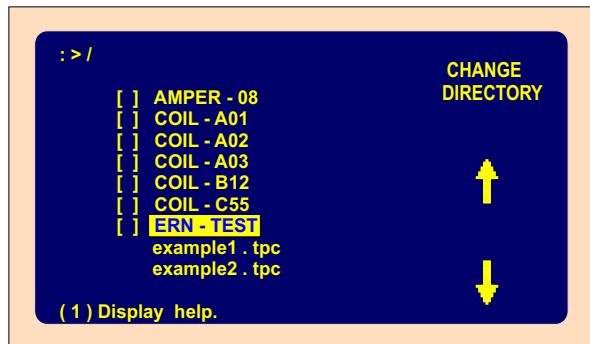 : > /
CHANGE
DIRECTORY
[ ] AMPER - 08
[ ] COIL - A01
[ ] COIL - A02
[ ] COIL - A03
[ ] COIL - B12
[ ] COIL - C55
[ ] ERN - TEST
example1 . tpc
example2 . tpc
( 1 ) Display help.